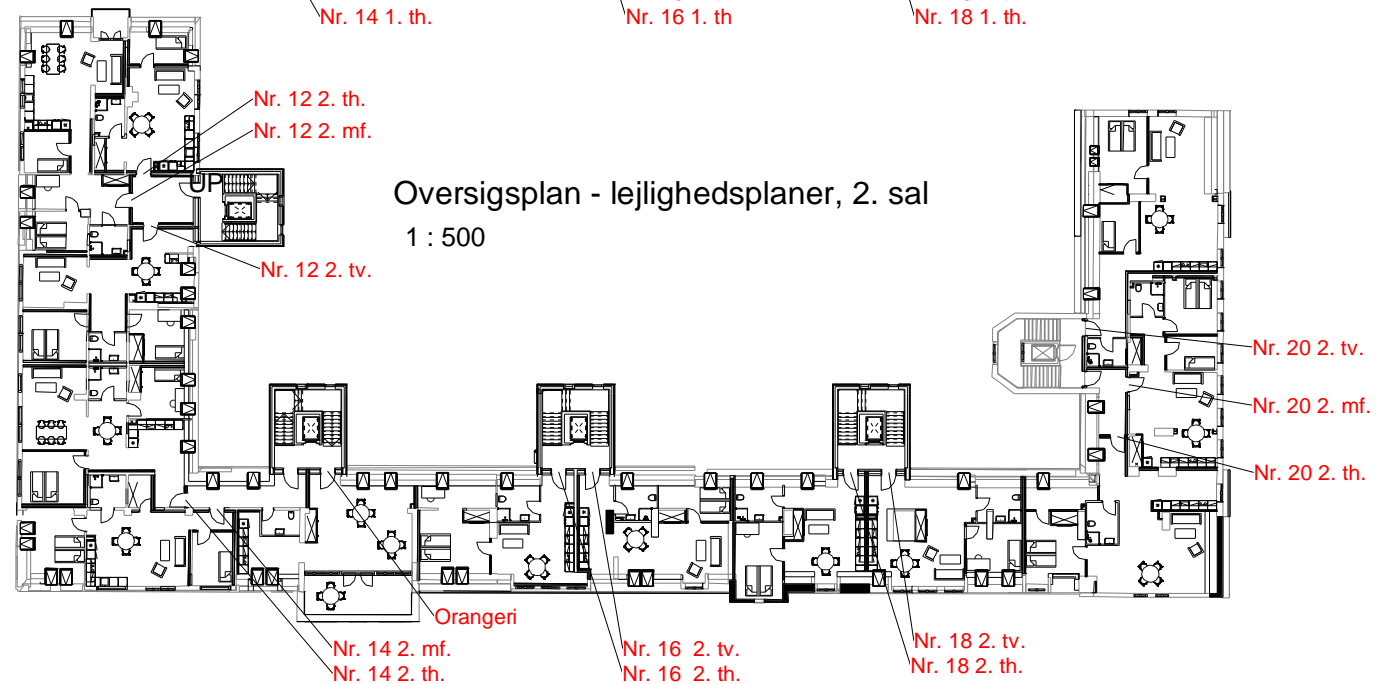 Nr. 14 1. th.
Nr. 16 1. th
Nr. 18 1. th.
Nr. 12 2. th.
Nr. 12 2. mf.
UP
Oversigsplan - lejlighedsplaner, 2. sal
1 : 500
Nr. 12 2. tv.
Nr. 20 2. tv.
Nr. 20 2. mf.
Nr. 20 2. th.
Orangeri
Nr. 14 2. mf.
Nr. 14 2. th.
Nr. 16 2. tv.
Nr. 16 2. th.
Nr. 18 2. tv.
Nr. 18 2. th.